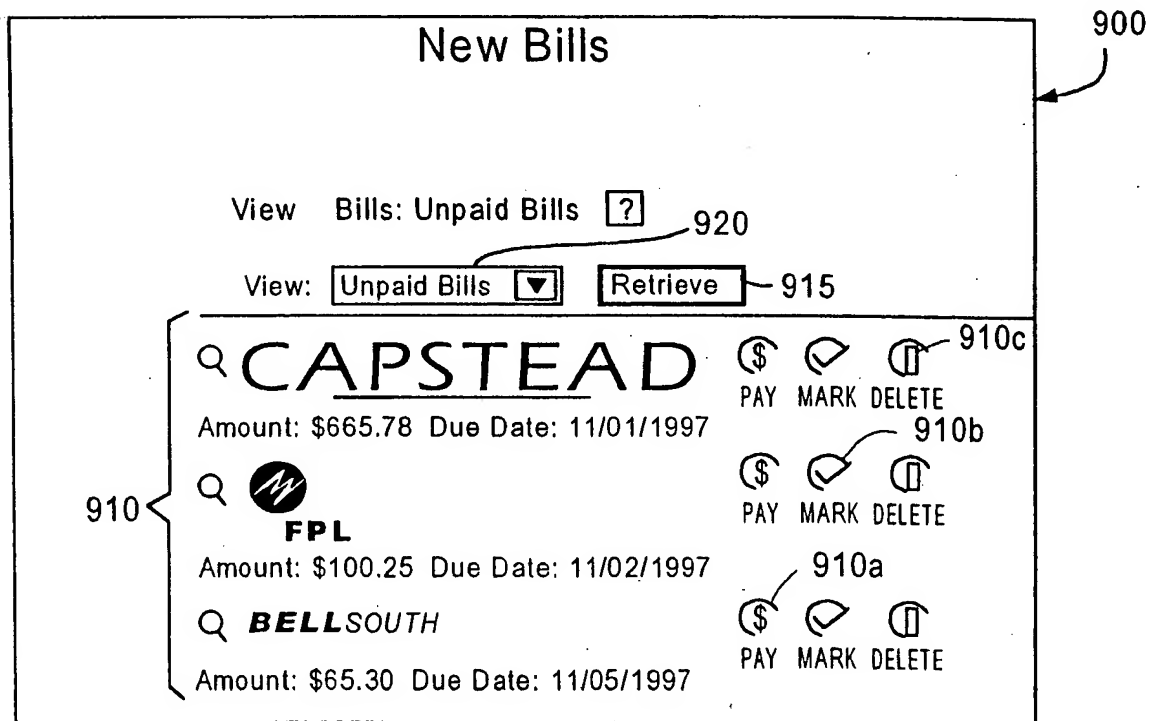 New Bills
900
View Bills: Unpaid Bills ?
920
View: Unpaid Bills Retrieve 915
CAPSTEAD
910c
PAY MARK DELETE
Amount: $665.78 Due Date: 11/01/1997
910b
910
FPL
$ PAY MARK DELETE
Amount: $100.25 Due Date: 11/02/1997
910a
BELLSOUTH
$ PAY MARK DELETE
Amount: $65.30 Due Date: 11/05/1997